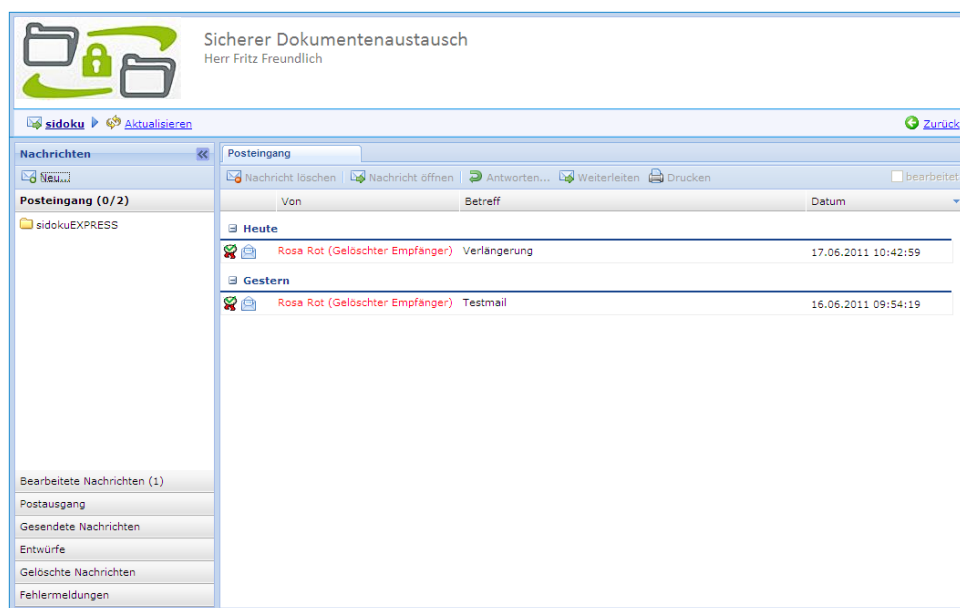 Sicherer Dokumentenaustausch
Herr Fritz Freundlich
sidoku Aktualisieren Zurück
Nachrichten
Neu...
Posteingang (0/2)
sidokuEXPRESS
Bearbeitete Nachrichten (1)
Postausgang
Gesendete Nachrichten
Entwürfe
Gelöschte Nachrichten
Fehlermeldungen
Posteingang
Nachricht löschen Nachricht öffnen Antworten... Weiterleiten Drucken bearbeitet
Von Betreff Datum
Heute
Rosa Rot (Gelöschter Empfänger) Verlängerung 17.06.2011 10:42:59
Gestern
Rosa Rot (Gelöschter Empfänger) Testmail 16.06.2011 09:54:19